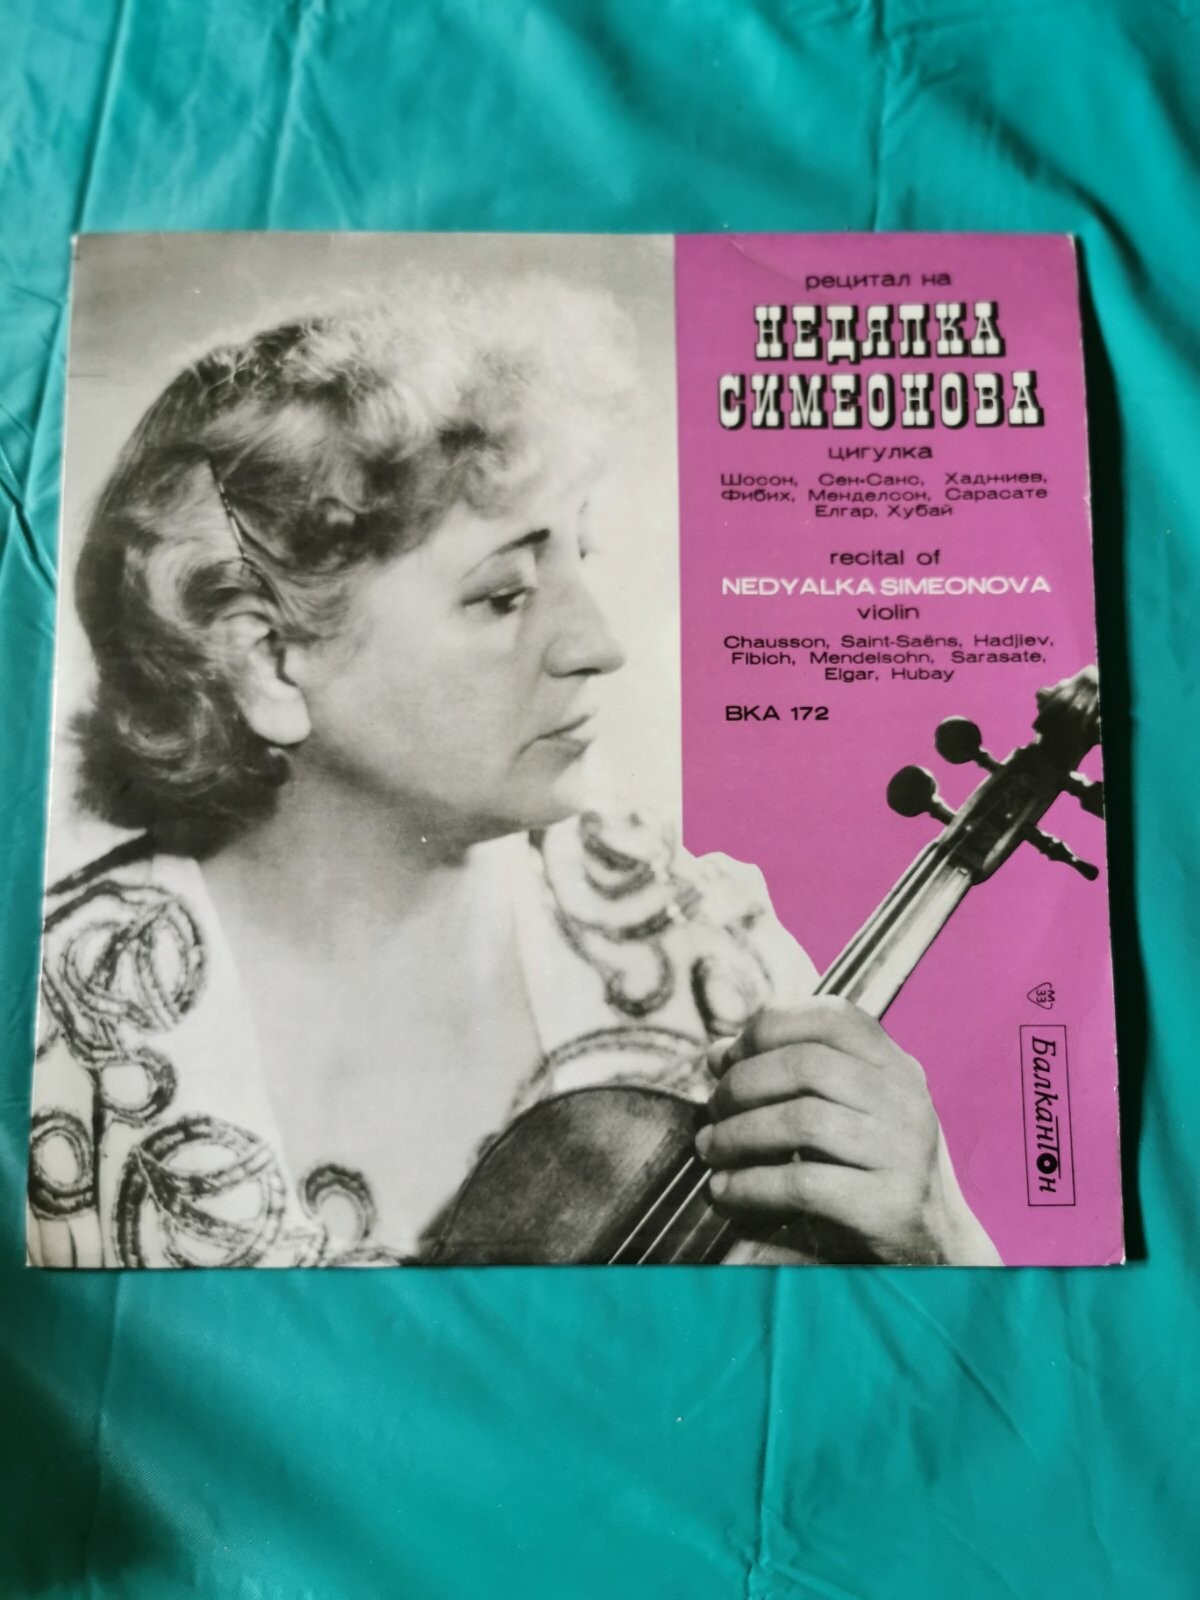 рецитал на
НЕДЯЛКА
СИМЕОНОВА
цигулка
Шосон, Сен-Санс, Хаджиев,
Фибих, Менделсон, Сарасате
Елгар, Хубай
recital of
NEDYALKA SIMEONOVA
violin
Chausson, Saint-Saëns, Hadjiev,
Fibich, Mendelsohn, Sarasate,
Elgar, Hubay
ВКА 172
М
33
Балкантон